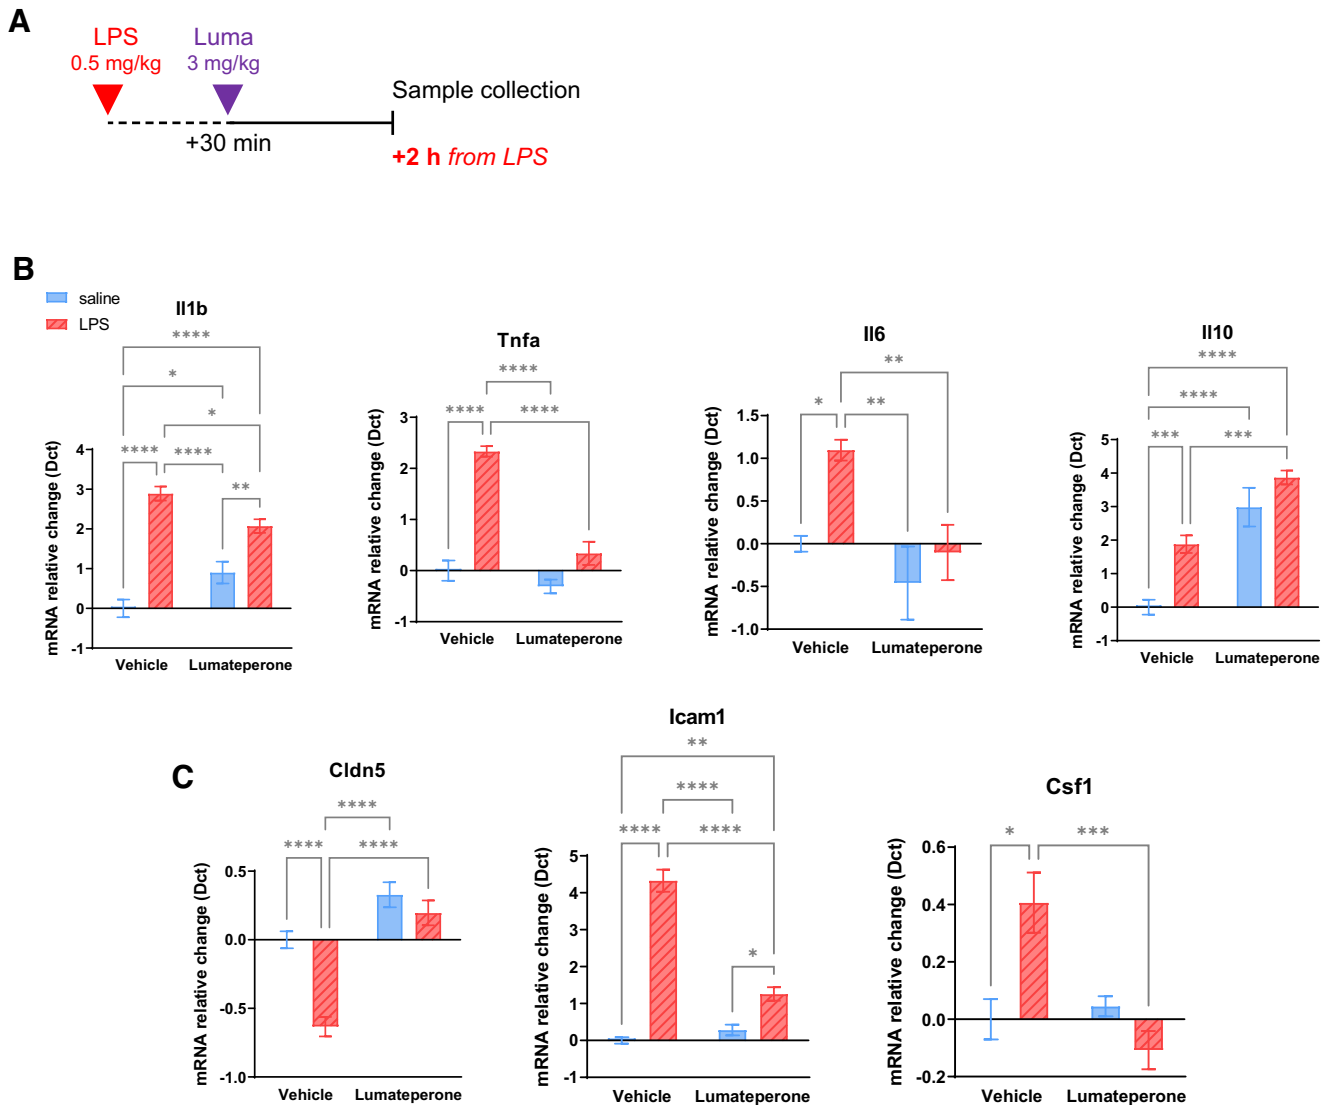 A
LPS
0.5 mg/kg
Luma
3 mg/kg
+30 min
Sample collection
+2 h from LPS
B
saline
LPS
Il1b
****
*
*
****
****
**
mRNA relative change (Dct)
4
3
2
1
0
-1
Vehicle
Lumateperone
Tnfa
****
****
****
mRNA relative change (Dct)
3
2
1
0
-1
Vehicle
Lumateperone
Il6
**
*
**
mRNA relative change (Dct)
1.5
1.0
0.5
0.0
-0.5
-1.0
Vehicle
Lumateperone
Il10
****
****
***
***
mRNA relative change (Dct)
5
4
3
2
1
0
-1
Vehicle
Lumateperone
C
Cldn5
****
****
****
mRNA relative change (Dct)
0.5
0.0
-0.5
-1.0
Vehicle
Lumateperone
Icam1
**
****
****
****
*
mRNA relative change (Dct)
5
4
3
2
1
0
-1
Vehicle
Lumateperone
Csf1
*
***
mRNA relative change (Dct)
0.6
0.4
0.2
0.0
-0.2
Vehicle
Lumateperone